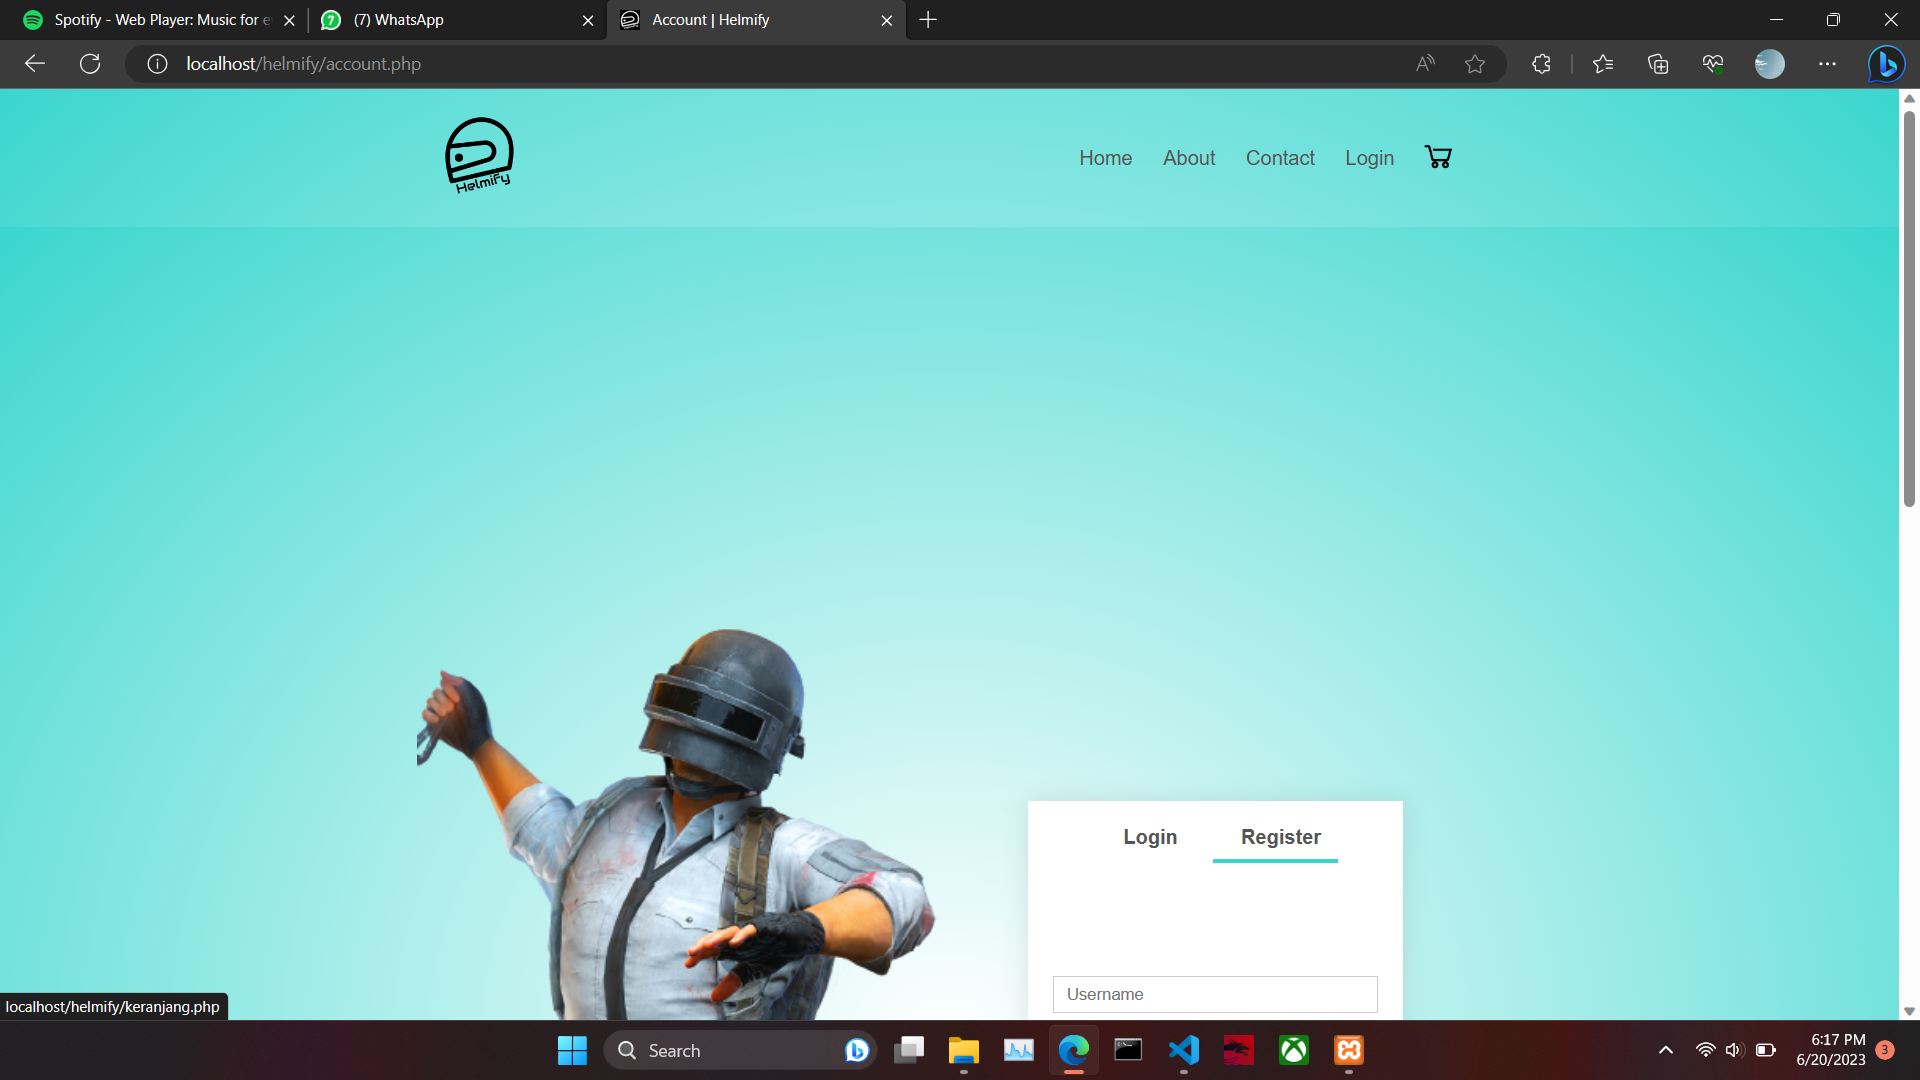 Spotify - Web Player: Music for e
(7) WhatsApp
Account | Helmify
localhost/helmify/account.php
Helmify
Home
About
Contact
Login
Login
Register
Username
localhost/helmify/keranjang.php
Search
6:17 PM
6/20/2023
3